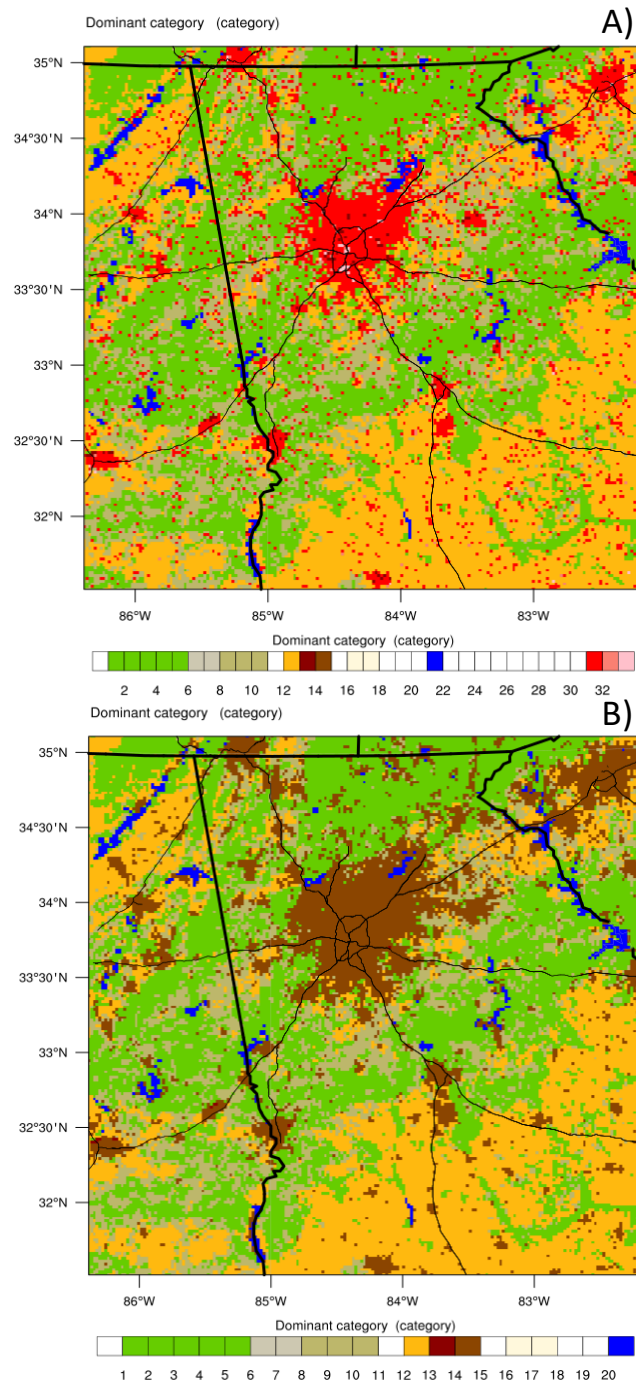 Dominant category (category)
A)
35°N
34°30'N
34°N
33°30'N
33°N
32°30'N
32°N
86°W 85°W 84°W 83°W
Dominant category (category)
2 4 6 8 10 12 14 16 18 20 22 24 26 28 30 32
Dominant category (category)
B)
35°N
34°30'N
34°N
33°30'N
33°N
32°30'N
32°N
86°W 85°W 84°W 83°W
Dominant category (category)
1 2 3 4 5 6 7 8 9 10 11 12 13 14 15 16 17 18 19 20